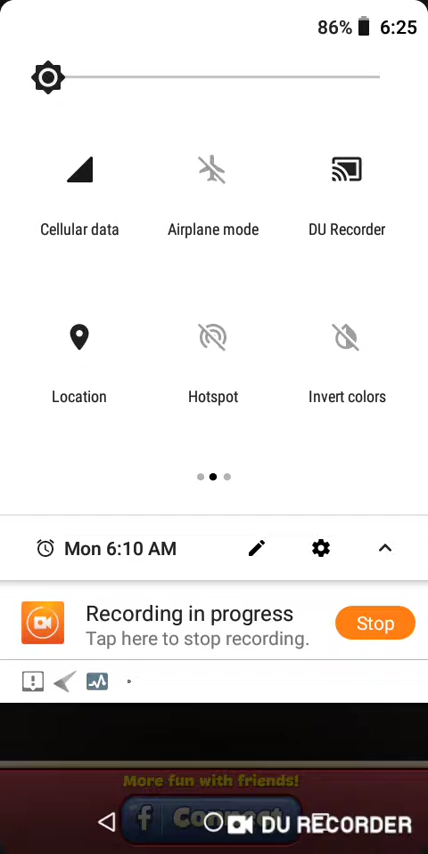 86% 6:25
Cellular data Airplane mode DU Recorder
Location Hotspot Invert colors
Mon 6:10 AM
Recording in progress
Stop
Tap here to stop recording.
More fun with friends!
f Connect
DU RECORDER